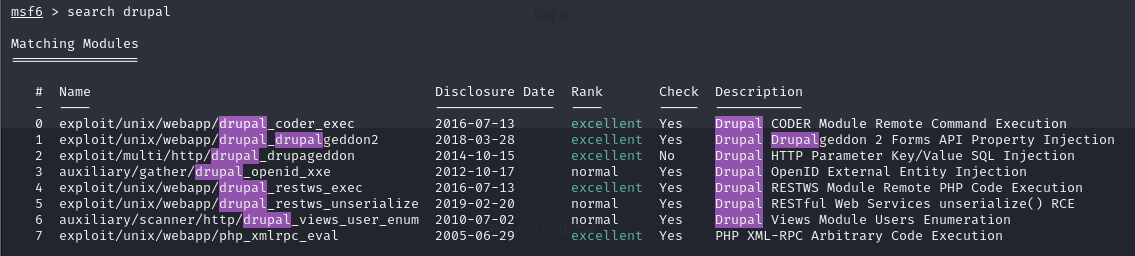 msf6 > search drupal
Log in
Matching Modules
================
# Name Disclosure Date Rank Check Description
- ---- --------------- ---- ----- -----------
0 exploit/unix/webapp/drupal_coder_exec 2016-07-13 excellent Yes Drupal CODER Module Remote Command Execution
1 exploit/unix/webapp/drupal_drupalgeddon2 2018-03-28 excellent Yes Drupal Drupalgeddon 2 Forms API Property Injection
2 exploit/multi/http/drupal_drupageddon 2014-10-15 excellent No Drupal HTTP Parameter Key/Value SQL Injection
3 auxiliary/gather/drupal_openid_xxe 2012-10-17 normal Yes Drupal OpenID External Entity Injection
4 exploit/unix/webapp/drupal_restws_exec 2016-07-13 excellent Yes Drupal RESTWS Module Remote PHP Code Execution
5 exploit/unix/webapp/drupal_restws_unserialize 2019-02-20 normal Yes Drupal RESTful Web Services unserialize() RCE
6 auxiliary/scanner/http/drupal_views_user_enum 2010-07-02 normal Yes Drupal Views Module Users Enumeration
7 exploit/unix/webapp/php_xmlrpc_eval 2005-06-29 excellent Yes PHP XML-RPC Arbitrary Code Execution